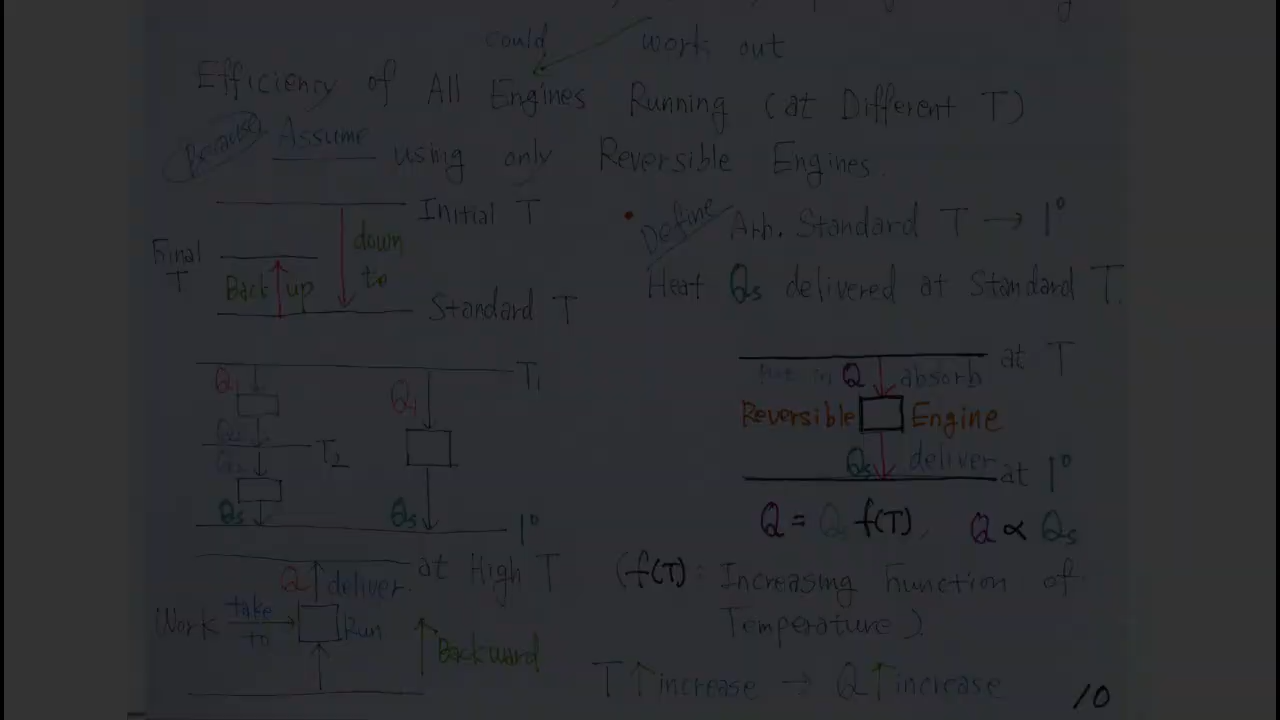 could work out
Efficiency of All Engines Running (at Different T)
Because Assume using only Reversible Engines.
Initial T
Final T
down to
Back up
Standard T
Define Arb. Standard T → 1°
Heat Qs delivered at Standard T.
T1
Q1
Q1
T2
Qs
Qs
1°
at T
Q absorb
Reversible Engine
Qs deliver
at 1°
Q = Qs f(T), Q ∝ Qs
(f(T): Increasing Function of
Temperature)
at High T
Q deliver
Work take to Run
Backward
T ↑ increase → Q ↑ increase
10